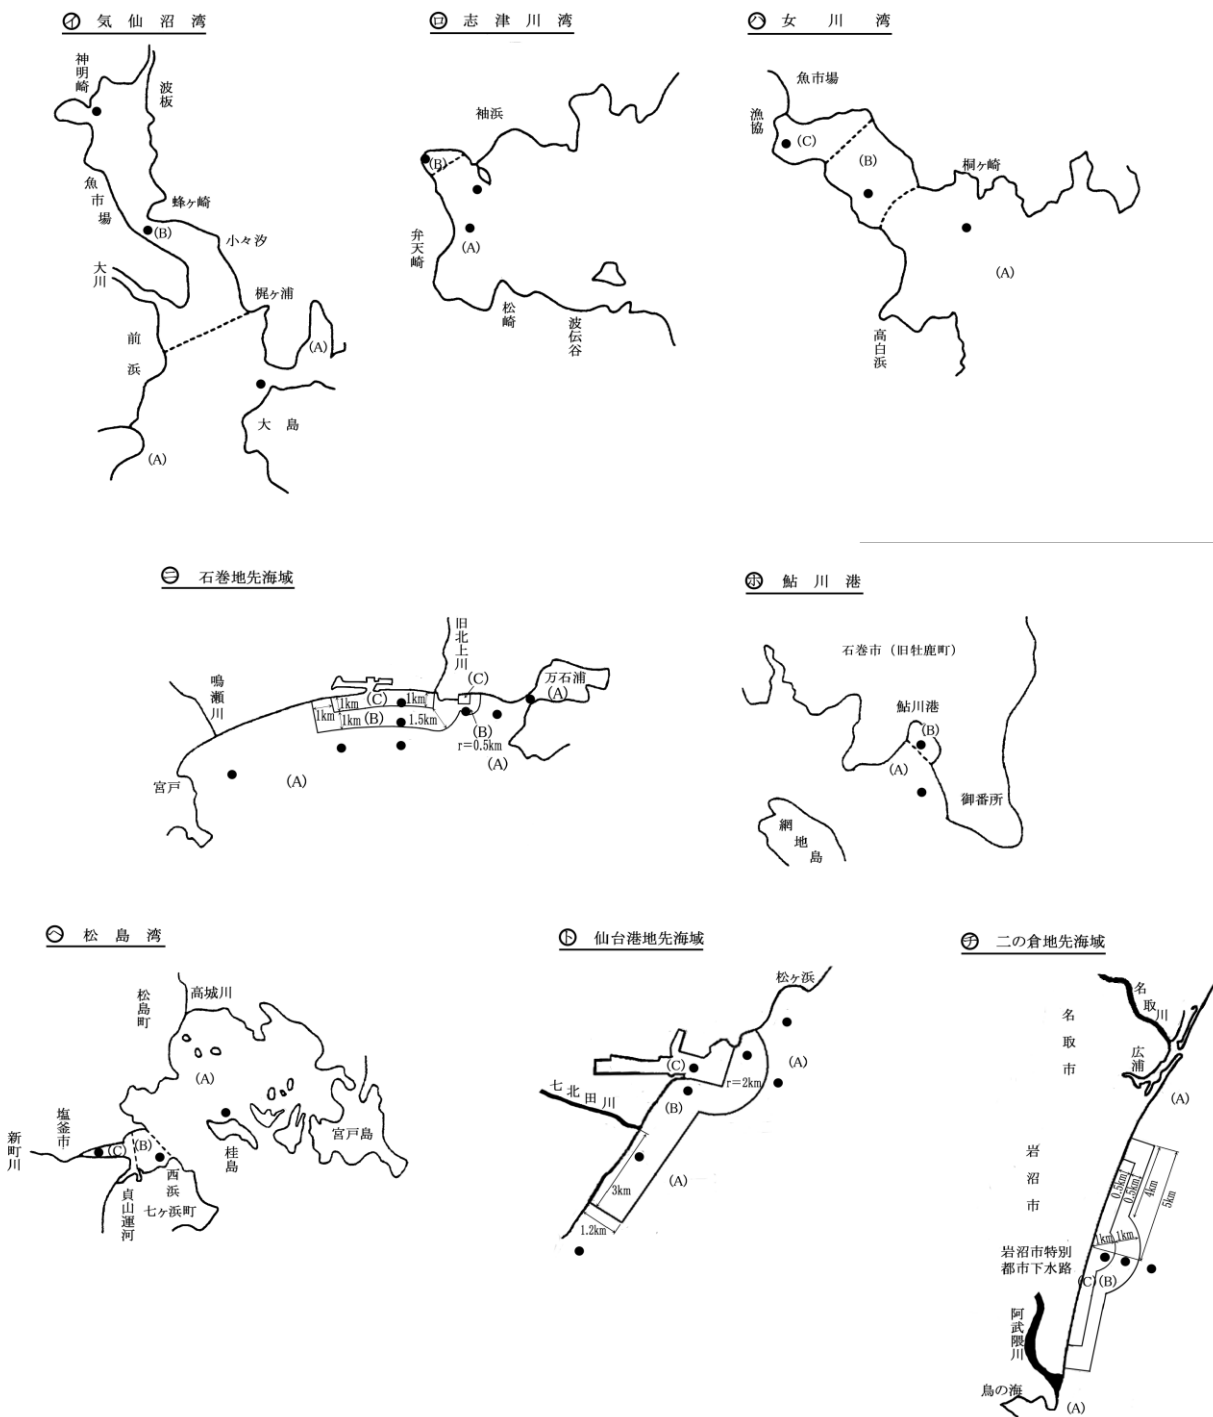 イ 気仙沼湾
神明崎
波板
魚市場
蜂ヶ崎
(B)
小々汐
大川
梶ヶ浦
前浜
(A)
大島
(A)
ロ 志津川湾
袖浜
(B)
弁天崎
(A)
松崎
波伝谷
ハ 女川湾
魚市場
漁協
(C)
(B)
桐ヶ崎
(A)
高白浜
ニ 石巻地先海域
旧北上川
鳴瀬川
万石浦
(A)
(C)
1km
1km
(C)
1km
1km
(B)
1.5km
(B)
r=0.5km
(A)
(A)
宮戸
ホ 鮎川港
石巻市(旧牡鹿町)
鮎川港
(B)
(A)
御番所
網地島
ヘ 松島湾
松島町
高城川
(A)
塩釜市
新町川
(C)
(B)
西浜
桂島
宮戸島
貞山運河
七ヶ浜町
ト 仙台港地先海域
松ヶ浜
(C)
(A)
r=2km
七北田川
(B)
(A)
3km
1.2km
チ 二の倉地先海域
名取川
名取市
広浦
(A)
岩沼市
0.5km
0.5km
4km
5km
1km
1km
岩沼市特別
都市下水路
(C)
(B)
阿武隈川
鳥の海
(A)